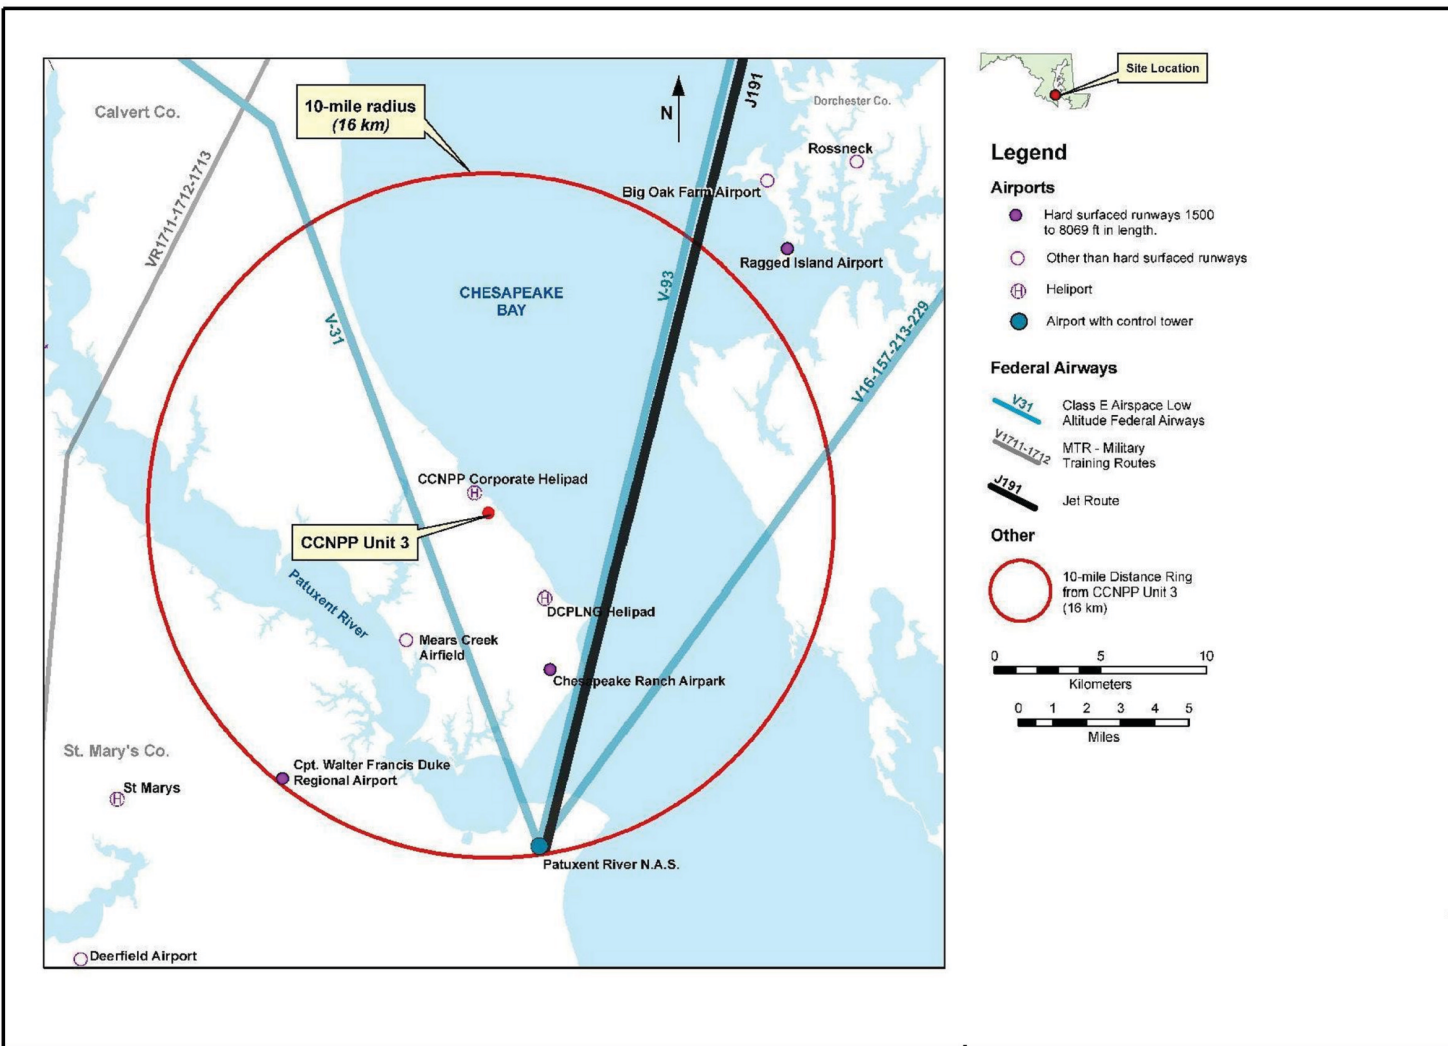 Calvert Co.
10-mile radius
(16 km)
VR1711-1712-1713
N
J191
Dorchester Co.
Rossneck
Big Oak Farm Airport
Ragged Island Airport
CHESAPEAKE
BAY
V-31
V-93
V16-157-213-229
CCNPP Corporate Helipad
H
CCNPP Unit 3
Patuxent River
H
DCPLNG Helipad
Mears Creek
Airfield
Chesapeake Ranch Airpark
St. Mary's Co.
Cpt. Walter Francis Duke
Regional Airport
H
St Marys
Patuxent River N.A.S.
Deerfield Airport
Site Location
Legend
Airports
Hard surfaced runways 1500
to 8069 ft in length.
Other than hard surfaced runways
H
Heliport
Airport with control tower
Federal Airways
V31
Class E Airspace Low
Altitude Federal Airways
V1711-1712
MTR - Military
Training Routes
J191
Jet Route
Other
10-mile Distance Ring
from CCNPP Unit 3
(16 km)
0 5 10
Kilometers
0 1 2 3 4 5
Miles